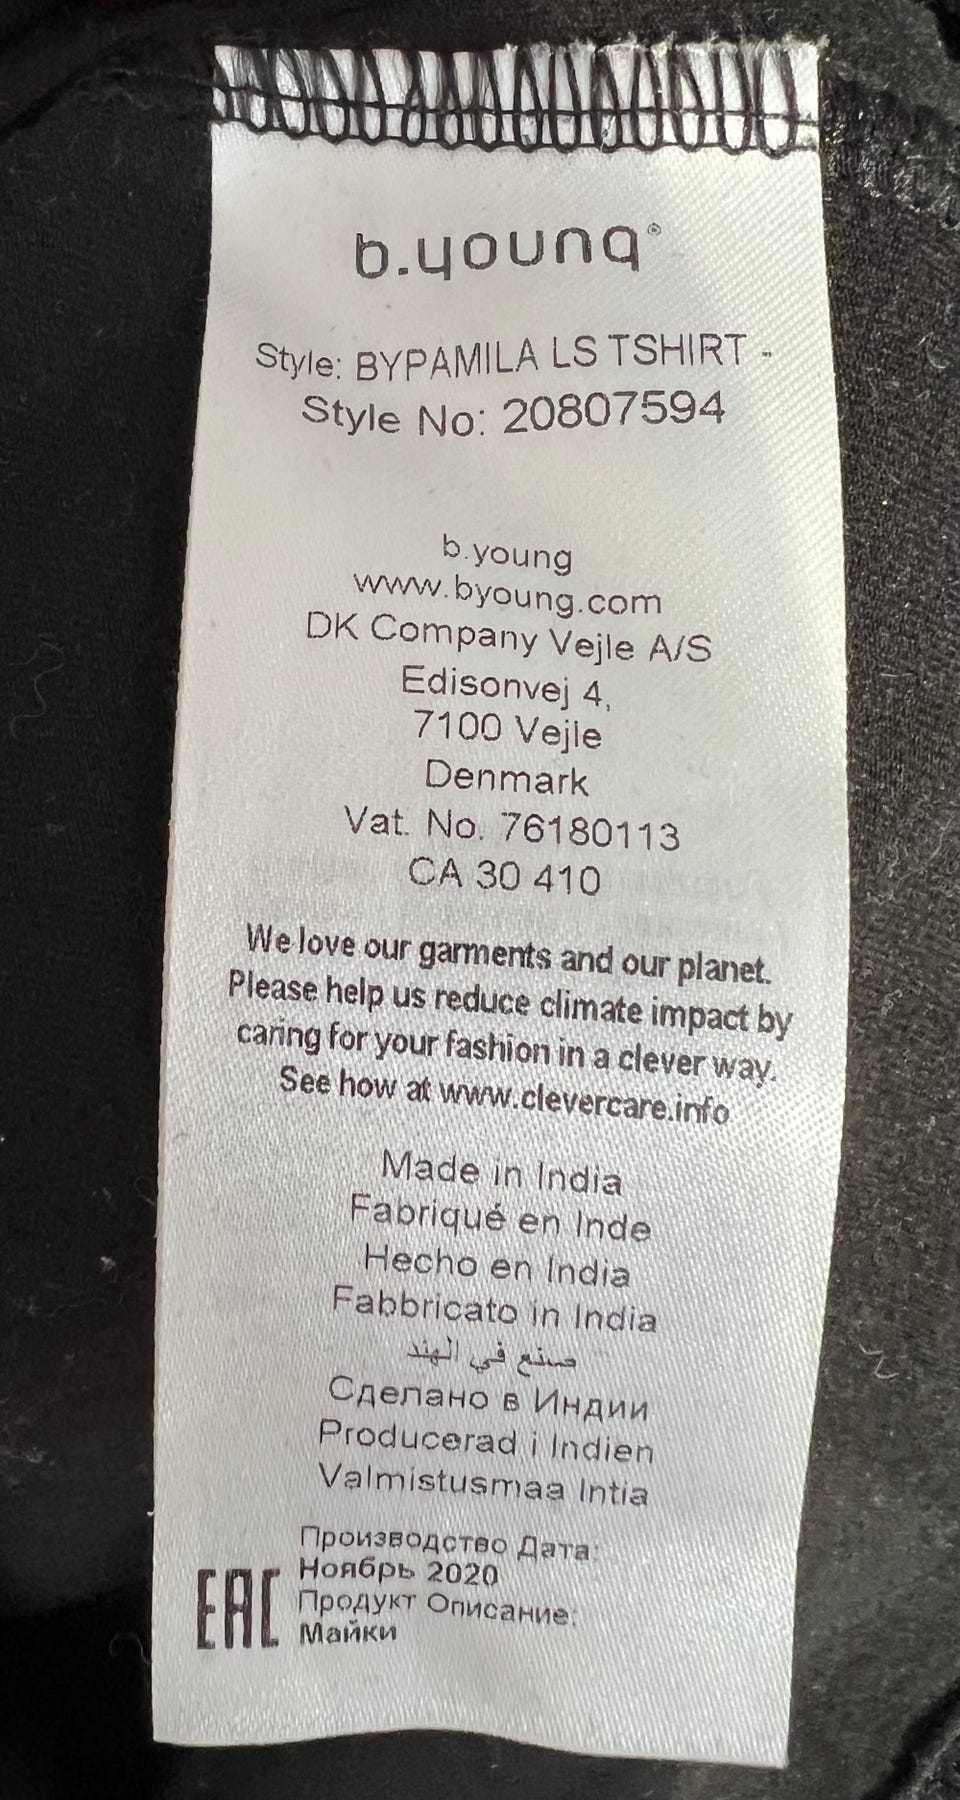 b.young®
Style: BYPAMILA LS TSHIRT -
Style No: 20807594
b.young
www.byoung.com
DK Company Vejle A/S
Edisonvej 4,
7100 Vejle
Denmark
Vat. No. 76180113
CA 30 410
We love our garments and our planet.
Please help us reduce climate impact by
caring for your fashion in a clever way.
See how at www.clevercare.info
Made in India
Fabriqué en Inde
Hecho en India
Fabbricato in India
صنع في الهند
Сделано в Индии
Producerad i Indien
Valmistusmaa Intia
Производство Дата:
Ноябрь 2020
Продукт Описание:
Майки
EAC